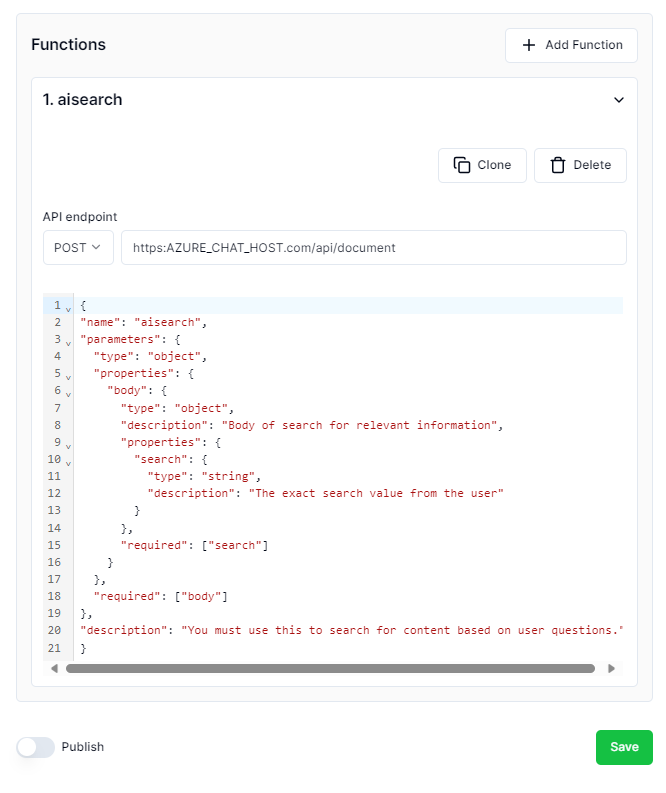 Functions
Add Function
1. aisearch
Clone
Delete
API endpoint
POST
https:AZURE_CHAT_HOST.com/api/document
1 {
2 "name": "aisearch",
3 "parameters": {
4   "type": "object",
5   "properties": {
6     "body": {
7       "type": "object",
8       "description": "Body of search for relevant information",
9       "properties": {
10         "search": {
11           "type": "string",
12           "description": "The exact search value from the user"
13         }
14       },
15       "required": ["search"]
16     }
17   },
18   "required": ["body"]
19 },
20 "description": "You must use this to search for content based on user questions."
21 }
Publish
Save